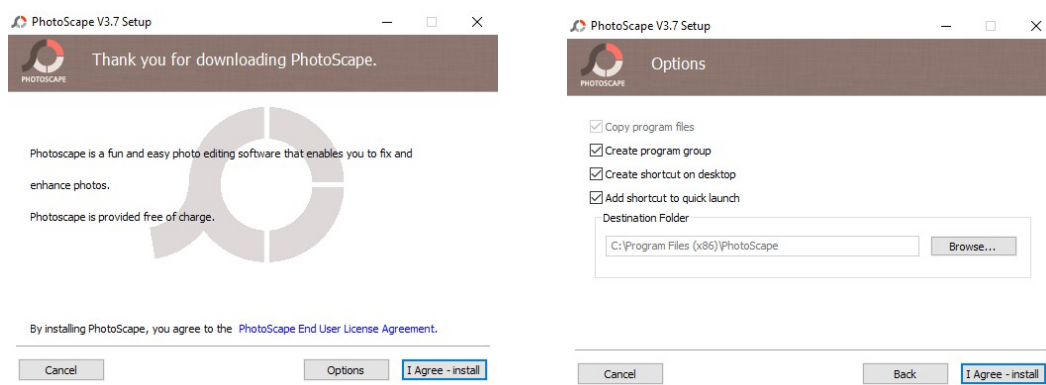 PhotoScape V3.7 Setup
PHOTOSCAPE
Thank you for downloading PhotoScape.
Photoscape is a fun and easy photo editing software that enables you to fix and
enhance photos.
Photoscape is provided free of charge.
By installing PhotoScape, you agree to the PhotoScape End User License Agreement.
Cancel
Options
I Agree - install
PhotoScape V3.7 Setup
PHOTOSCAPE
Options
Copy program files
Create program group
Create shortcut on desktop
Add shortcut to quick launch
Destination Folder
C:\Program Files (x86)\PhotoScape
Browse...
Cancel
Back
I Agree - install